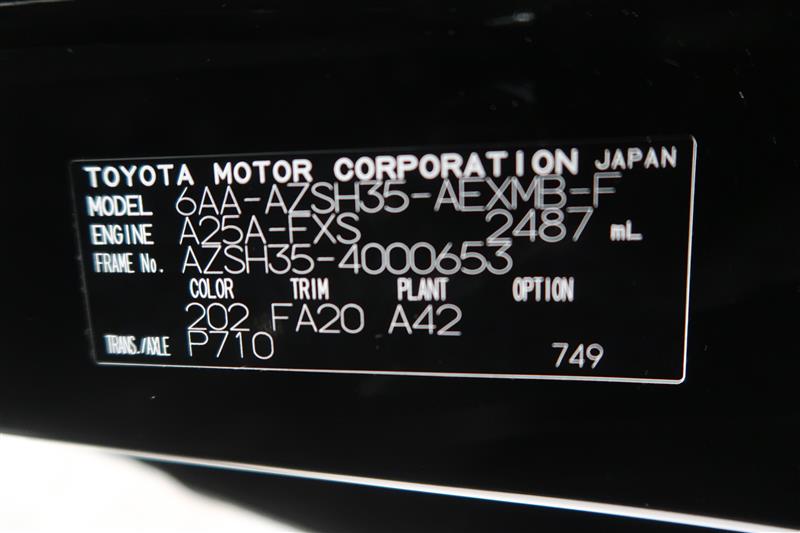 TOYOTA MOTOR CORPORATION JAPAN
MODEL 6AA-AZSH35-AEXMB-F
ENGINE A25A-FXS 2487 mL
FRAME No. AZSH35-4000653
COLOR TRIM PLANT OPTION
202 FA20 A42
TRANS./AXLE P710 749